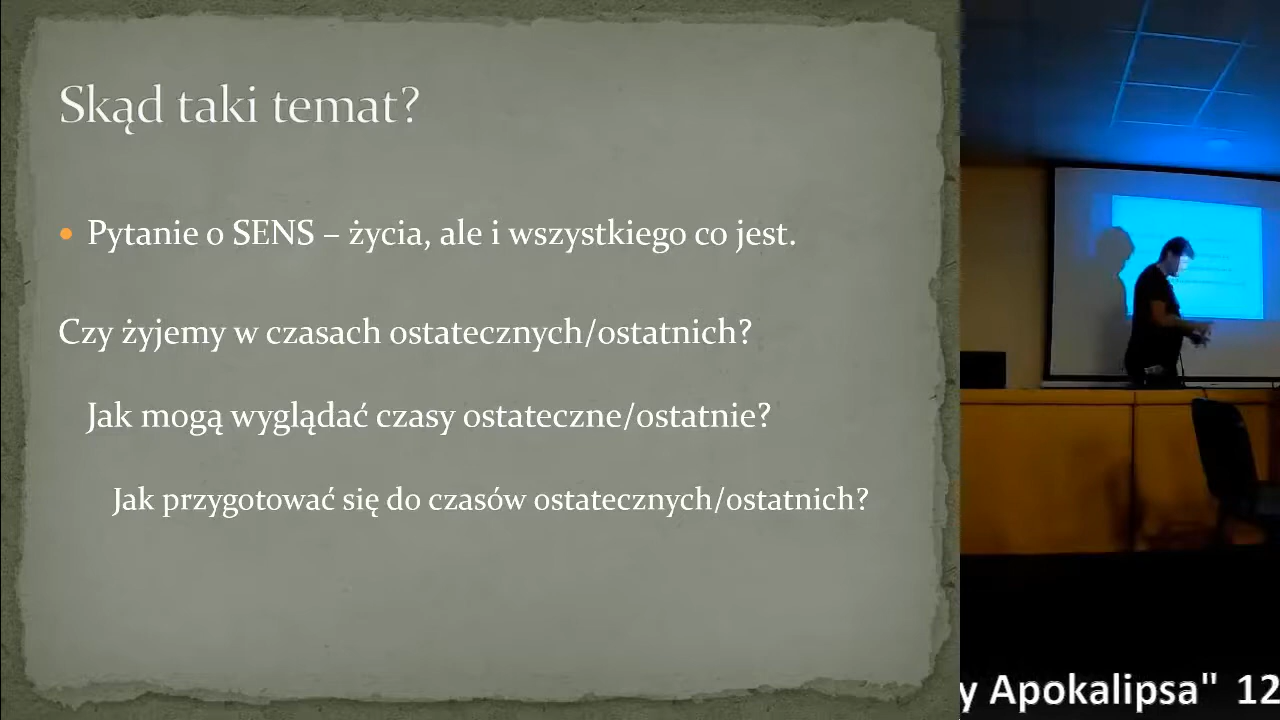 Skąd taki temat?
Pytanie o SENS – życia, ale i wszystkiego co jest.
Czy żyjemy w czasach ostatecznych/ostatnich?
Jak mogą wyglądać czasy ostateczne/ostatnie?
Jak przygotować się do czasów ostatecznych/ostatnich?
y Apokalipsa" 12